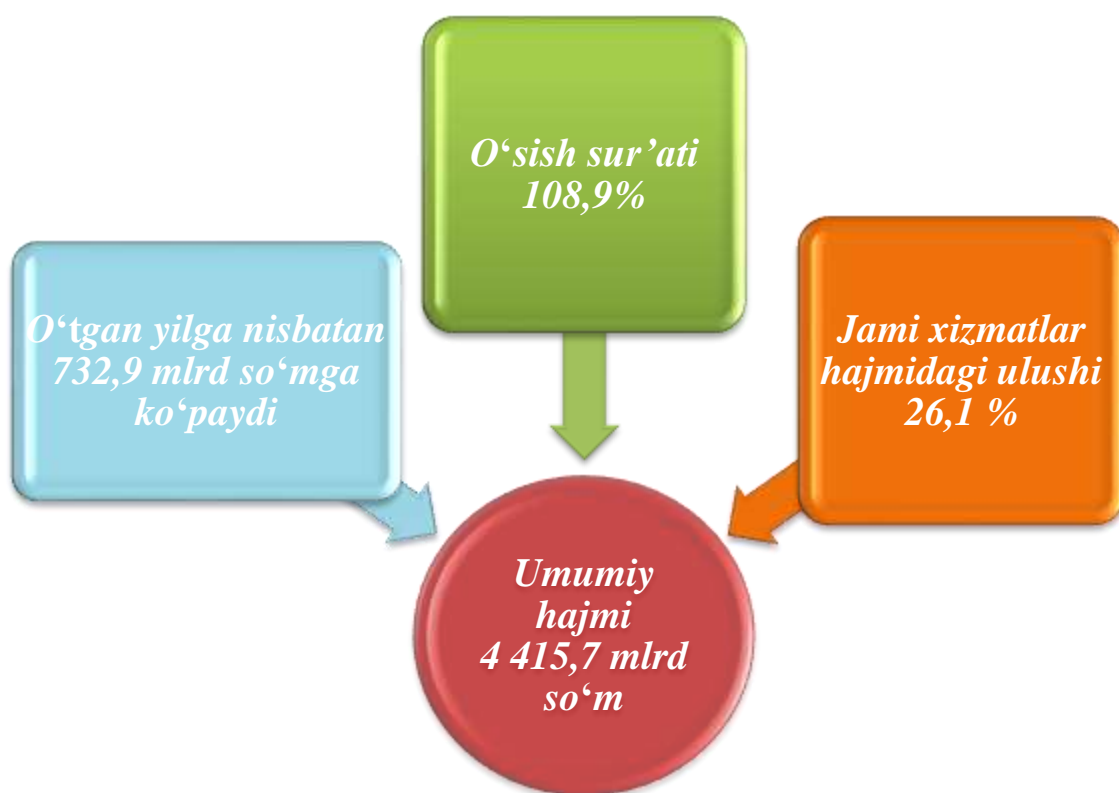 O‘sish sur’ati
108,9%
O‘tgan yilga nisbatan
732,9 mlrd so‘mga
ko‘paydi
Jami xizmatlar
hajmidagi ulushi
26,1 %
Umumiy
hajmi
4 415,7 mlrd
so‘m